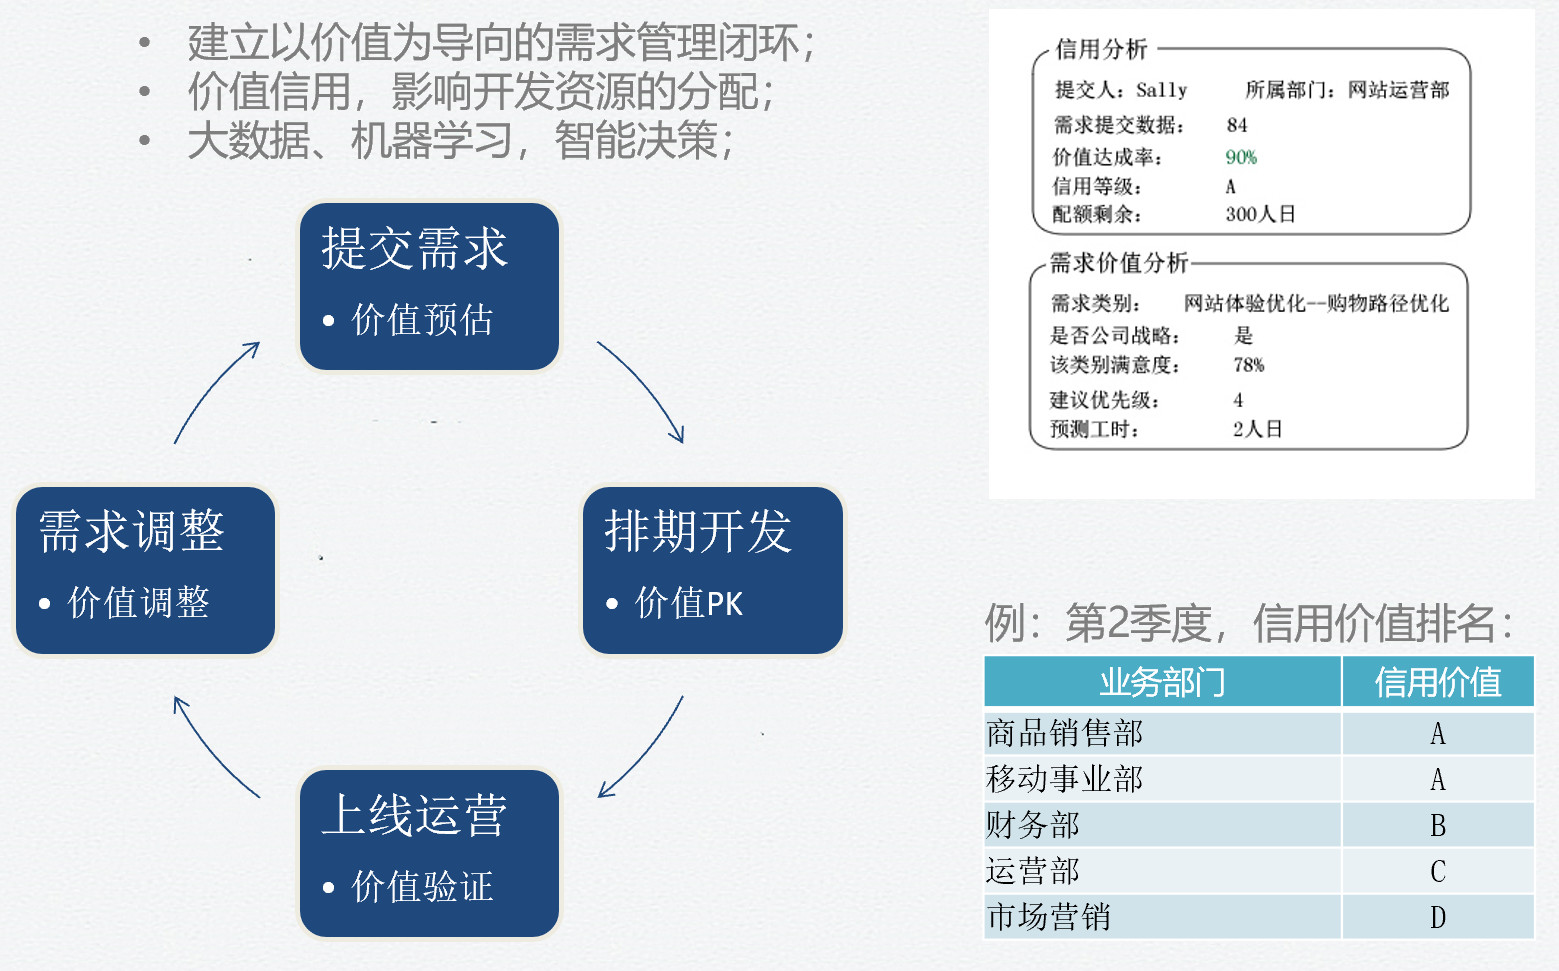 • 建立以价值为导向的需求管理闭环；
• 价值信用，影响开发资源的分配；
• 大数据、机器学习，智能决策；
提交需求
• 价值预估
排期开发
• 价值PK
上线运营
• 价值验证
需求调整
• 价值调整
信用分析
提交人：Sally 所属部门：网站运营部
需求提交数据： 84
价值达成率： 90%
信用等级： A
配额剩余： 300人日
需求价值分析
需求类别： 网站体验优化--购物路径优化
是否公司战略： 是
该类别满意度： 78%
建议优先级： 4
预测工时： 2人日
例：第2季度，信用价值排名：
业务部门 信用价值
商品销售部 A
移动事业部 A
财务部 B
运营部 C
市场营销 D